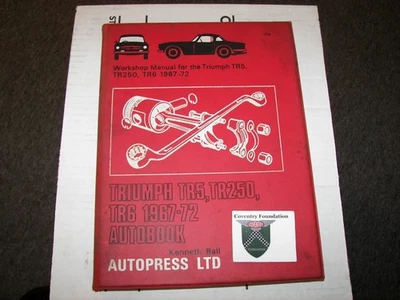 Workshop Manual for the Triumph TR5,
TR250, TR6 1967-72
TRIUMPH TR5, TR250,
TR6 1967-72
AUTOBOOK
Kenneth Ball
AUTOPRESS LTD
Coventry Foundation